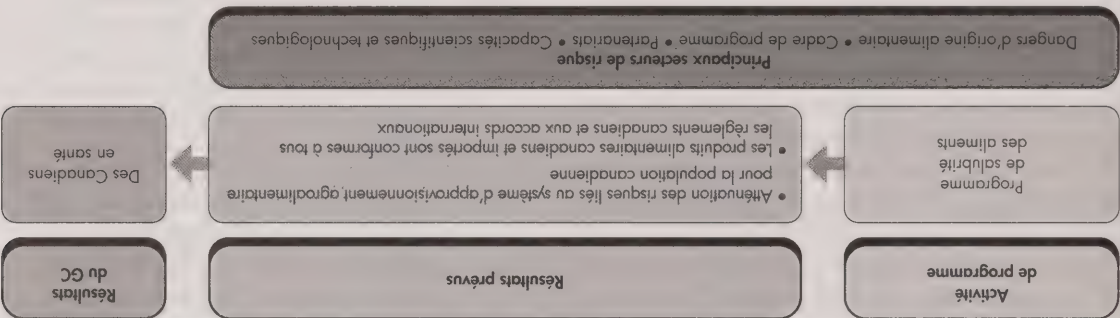 Activité
de programme
Résultats prévus
Résultats
du GC
Programme
de salubrité
des aliments
• Atténuation des risques liés au système d'approvisionnement agroalimentaire
pour la population canadienne
• Les produits alimentaires canadiens et importés sont conformes à tous
les règlements canadiens et aux accords internationaux
Des Canadiens
en santé
Principaux secteurs de risque
Dangers d'origine alimentaire • Cadre de programme • Partenariats • Capacités scientifiques et technologiques